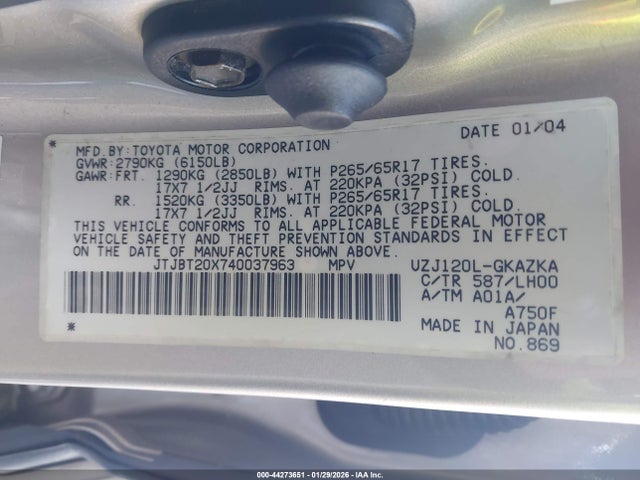 DATE 01/04
* MFD.BY:TOYOTA MOTOR CORPORATION
GVWR:2790KG (6150LB)
GAWR:FRT. 1290KG (2850LB) WITH P265/65R17 TIRES.
17X7 1/2JJ RIMS. AT 220KPA (32PSI) COLD.
RR. 1520KG (3350LB) WITH P265/65R17 TIRES.
17X7 1/2JJ RIMS. AT 220KPA (32PSI) COLD.
THIS VEHICLE CONFORMS TO ALL APPLICABLE FEDERAL MOTOR
VEHICLE SAFETY AND THEFT PREVENTION STANDARDS IN EFFECT
ON THE DATE OF MANUFACTURE SHOWN ABOVE.
JTJBT20X740037963 MPV UZJ120L-GKAZKA
C/TR 587/LH00
A/TM A01A/
A750F
* MADE IN JAPAN
NO.869
000-44273651 - 01/29/2026 - IAA Inc.